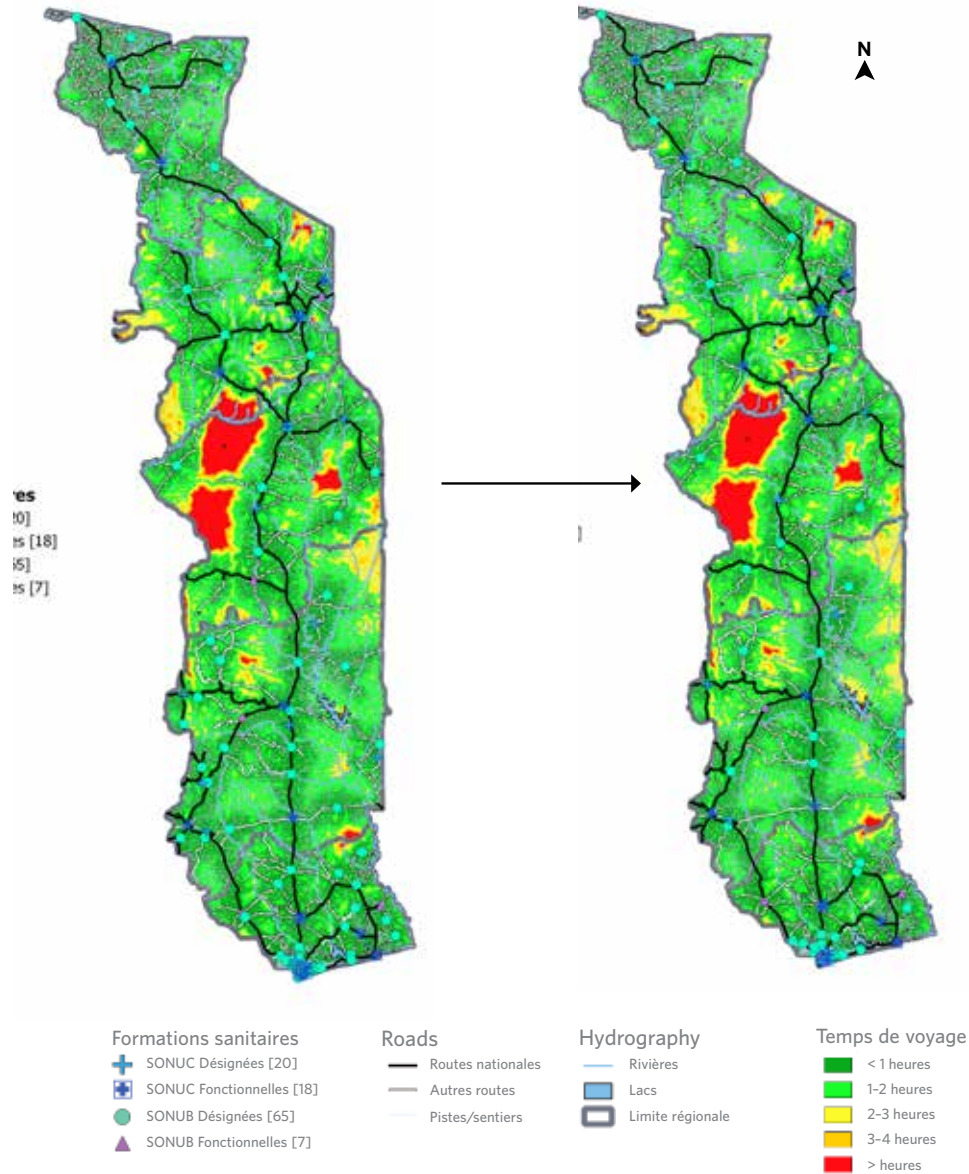 N
res
20]
es [18]
65]
es [7]
]
Formations sanitaires
SONUC Désignées [20]
SONUC Fonctionnelles [18]
SONUB Désignées [65]
SONUB Fonctionnelles [7]
Roads
Routes nationales
Autres routes
Pistes/sentiers
Hydrography
Rivières
Lacs
Limite régionale
Temps de voyage
< 1 heures
1–2 heures
2–3 heures
3–4 heures
> heures